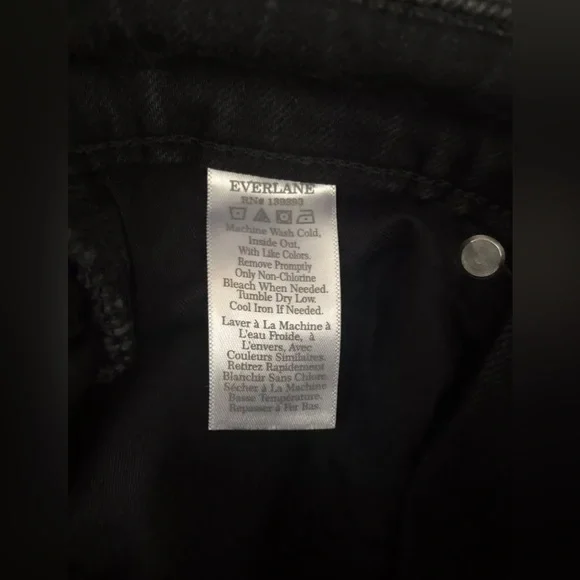 EVERLANE
Machine Wash Cold,
Inside Out,
With Like Colors.
Remove Promptly
Only Non-Chlorine
Bleach When Needed.
Tumble Dry Low.
Cool Iron If Needed.
Laver à La Machine à
L'eau Froide, à
L'envers, Avec
Couleurs Similaires.
Retirez Rapidement
Blanchir Sans Chlore.
Sécher à La Machine
Basse Température.
Repasser à Fer Bas.